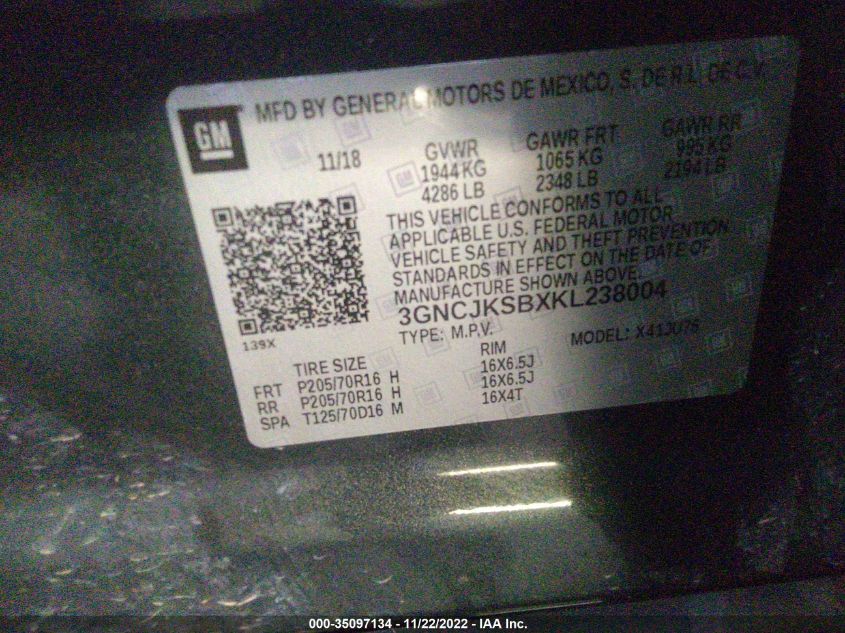 GM
MFD BY GENERAL MOTORS DE MEXICO, S. DE R.L. DE C.V.
11/18
GVWR GAWR FRT GAWR RR
1944 KG 1065 KG 995 KG
4286 LB 2348 LB 2194 LB
THIS VEHICLE CONFORMS TO ALL
APPLICABLE U.S. FEDERAL MOTOR
VEHICLE SAFETY AND THEFT PREVENTION
STANDARDS IN EFFECT ON THE DATE OF
MANUFACTURE SHOWN ABOVE.
3GNCJKSBXKL238004
139X
TYPE: M.P.V. MODEL: X41JU76
TIRE SIZE RIM
FRT P205/70R16 H 16X6.5J
RR P205/70R16 H 16X6.5J
SPA T125/70D16 M 16X4T
000-35097134 - 11/22/2022 - IAA Inc.